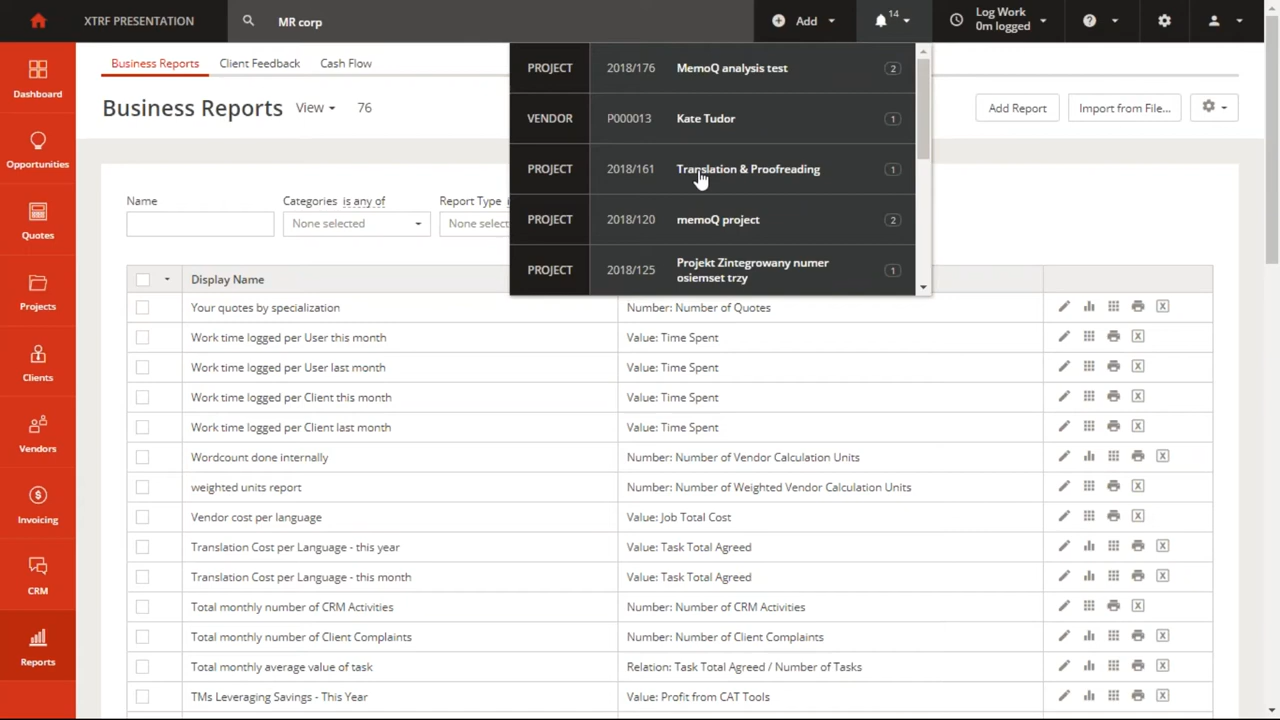 XTRF PRESENTATION
MR corp
Add
14
Log Work
0m logged
Dashboard
Opportunities
Quotes
Projects
Clients
Vendors
Invoicing
CRM
Reports
Business Reports
Client Feedback
Cash Flow
Business Reports
View
76
Add Report
Import from File...
PROJECT 2018/176 MemoQ analysis test 2
VENDOR P000013 Kate Tudor 1
PROJECT 2018/161 Translation & Proofreading 1
PROJECT 2018/120 memoQ project 2
PROJECT 2018/125 Projekt Zintegrowany numer 1
osiemset trzy
Name
Categories is any of
Report Type
None selected
None select
Display Name
Your quotes by specialization Number: Number of Quotes
Work time logged per User this month Value: Time Spent
Work time logged per User last month Value: Time Spent
Work time logged per Client this month Value: Time Spent
Work time logged per Client last month Value: Time Spent
Wordcount done internally Number: Number of Vendor Calculation Units
weighted units report Number: Number of Weighted Vendor Calculation Units
Vendor cost per language Value: Job Total Cost
Translation Cost per Language - this year Value: Task Total Agreed
Translation Cost per Language - this month Value: Task Total Agreed
Total monthly number of CRM Activities Number: Number of CRM Activities
Total monthly number of Client Complaints Number: Number of Client Complaints
Total monthly average value of task Relation: Task Total Agreed / Number of Tasks
TMs Leveraging Savings - This Year Value: Profit from CAT Tools